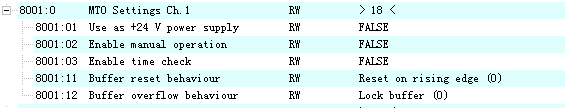 8001:0 MTO Settings Ch.1 RW > 18 <
8001:01 Use as +24 V power supply RW FALSE
8001:02 Enable manual operation RW FALSE
8001:03 Enable time check RW FALSE
8001:11 Buffer reset behaviour RW Reset on rising edge (0)
8001:12 Buffer overflow behaviour RW Lock buffer (0)